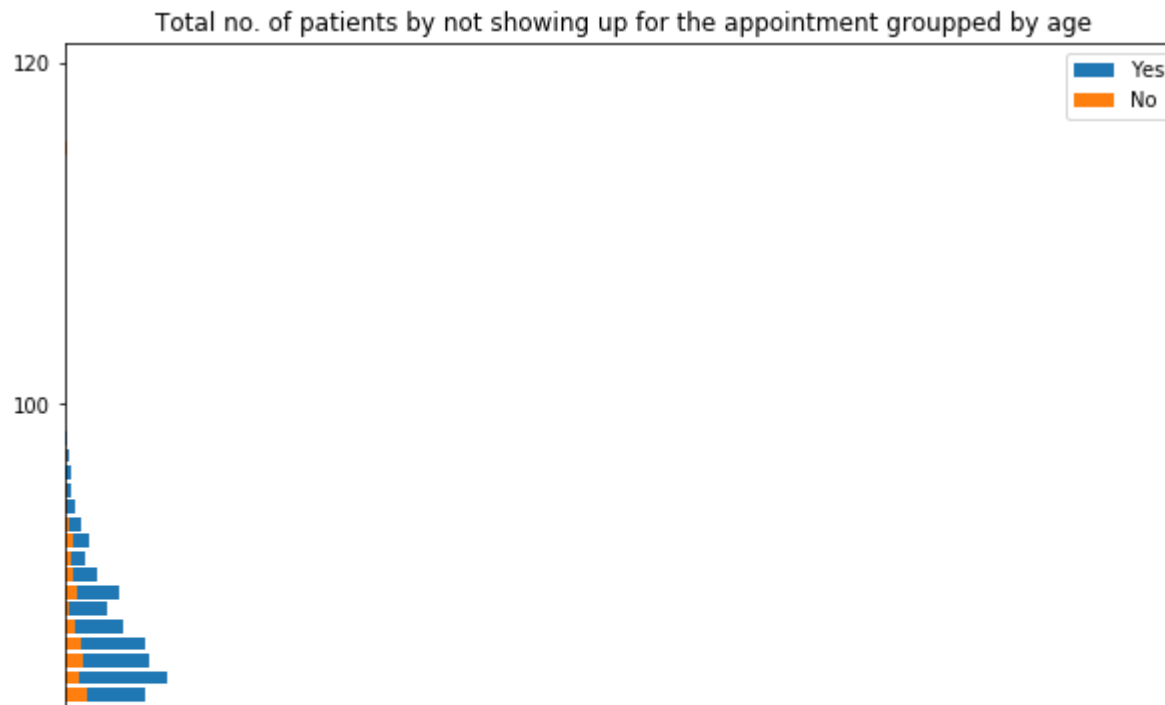 Total no. of patients by not showing up for the appointment groupped by age
120
Yes
No
100